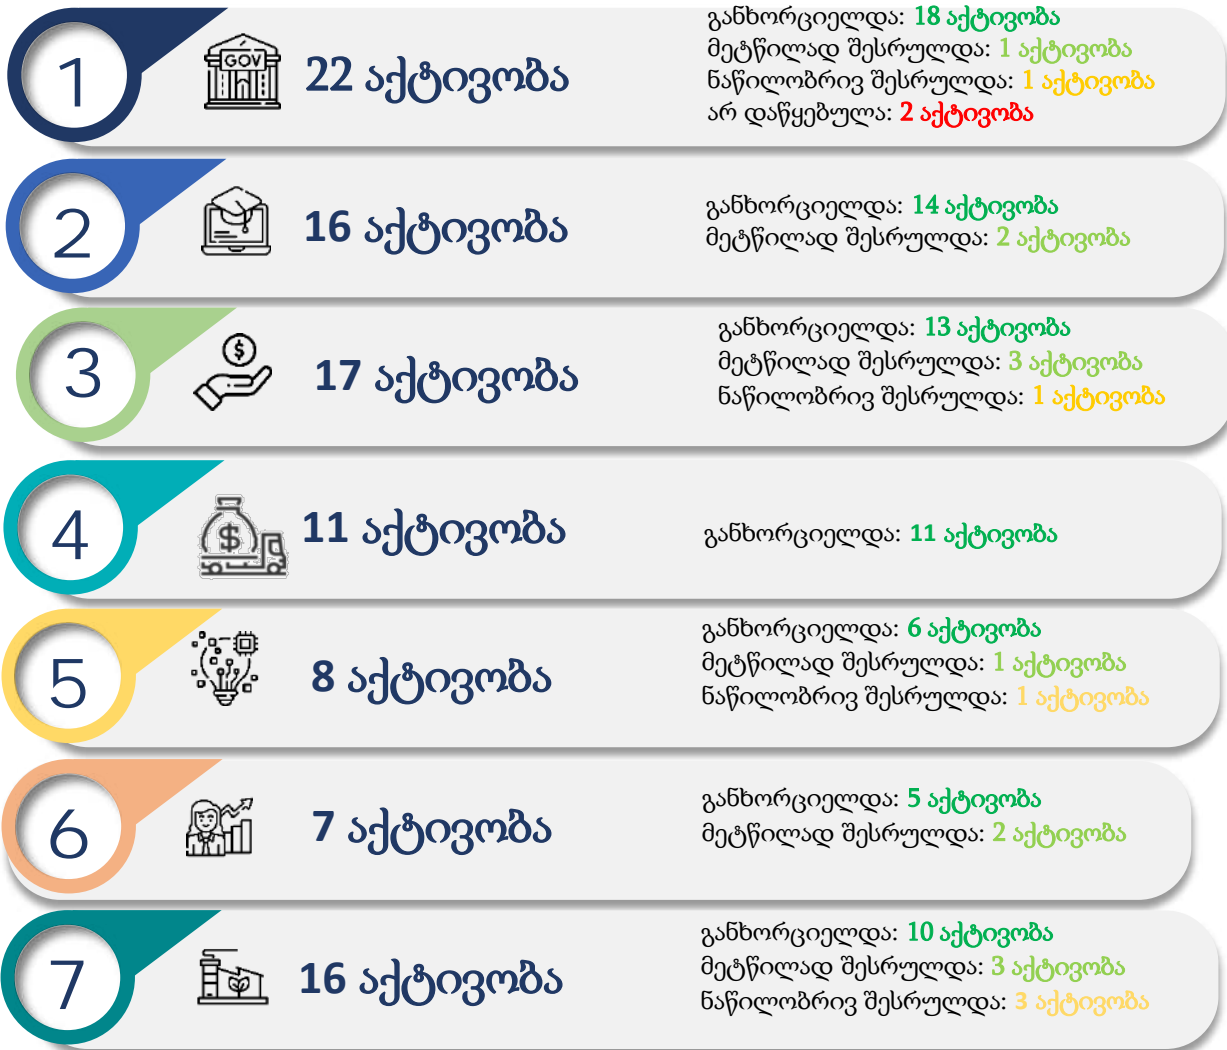 1
GOV
22 აქტივობა
განხორციელდა: 18 აქტივობა
მეტწილად შესრულდა: 1 აქტივობა
ნაწილობრივ შესრულდა: 1 აქტივობა
არ დაწყებულა: 2 აქტივობა
2
16 აქტივობა
განხორციელდა: 14 აქტივობა
მეტწილად შესრულდა: 2 აქტივობა
3
$
17 აქტივობა
განხორციელდა: 13 აქტივობა
მეტწილად შესრულდა: 3 აქტივობა
ნაწილობრივ შესრულდა: 1 აქტივობა
4
$
11 აქტივობა
განხორციელდა: 11 აქტივობა
5
8 აქტივობა
განხორციელდა: 6 აქტივობა
მეტწილად შესრულდა: 1 აქტივობა
ნაწილობრივ შესრულდა: 1 აქტივობა
6
7 აქტივობა
განხორციელდა: 5 აქტივობა
მეტწილად შესრულდა: 2 აქტივობა
7
16 აქტივობა
განხორციელდა: 10 აქტივობა
მეტწილად შესრულდა: 3 აქტივობა
ნაწილობრივ შესრულდა: 3 აქტივობა